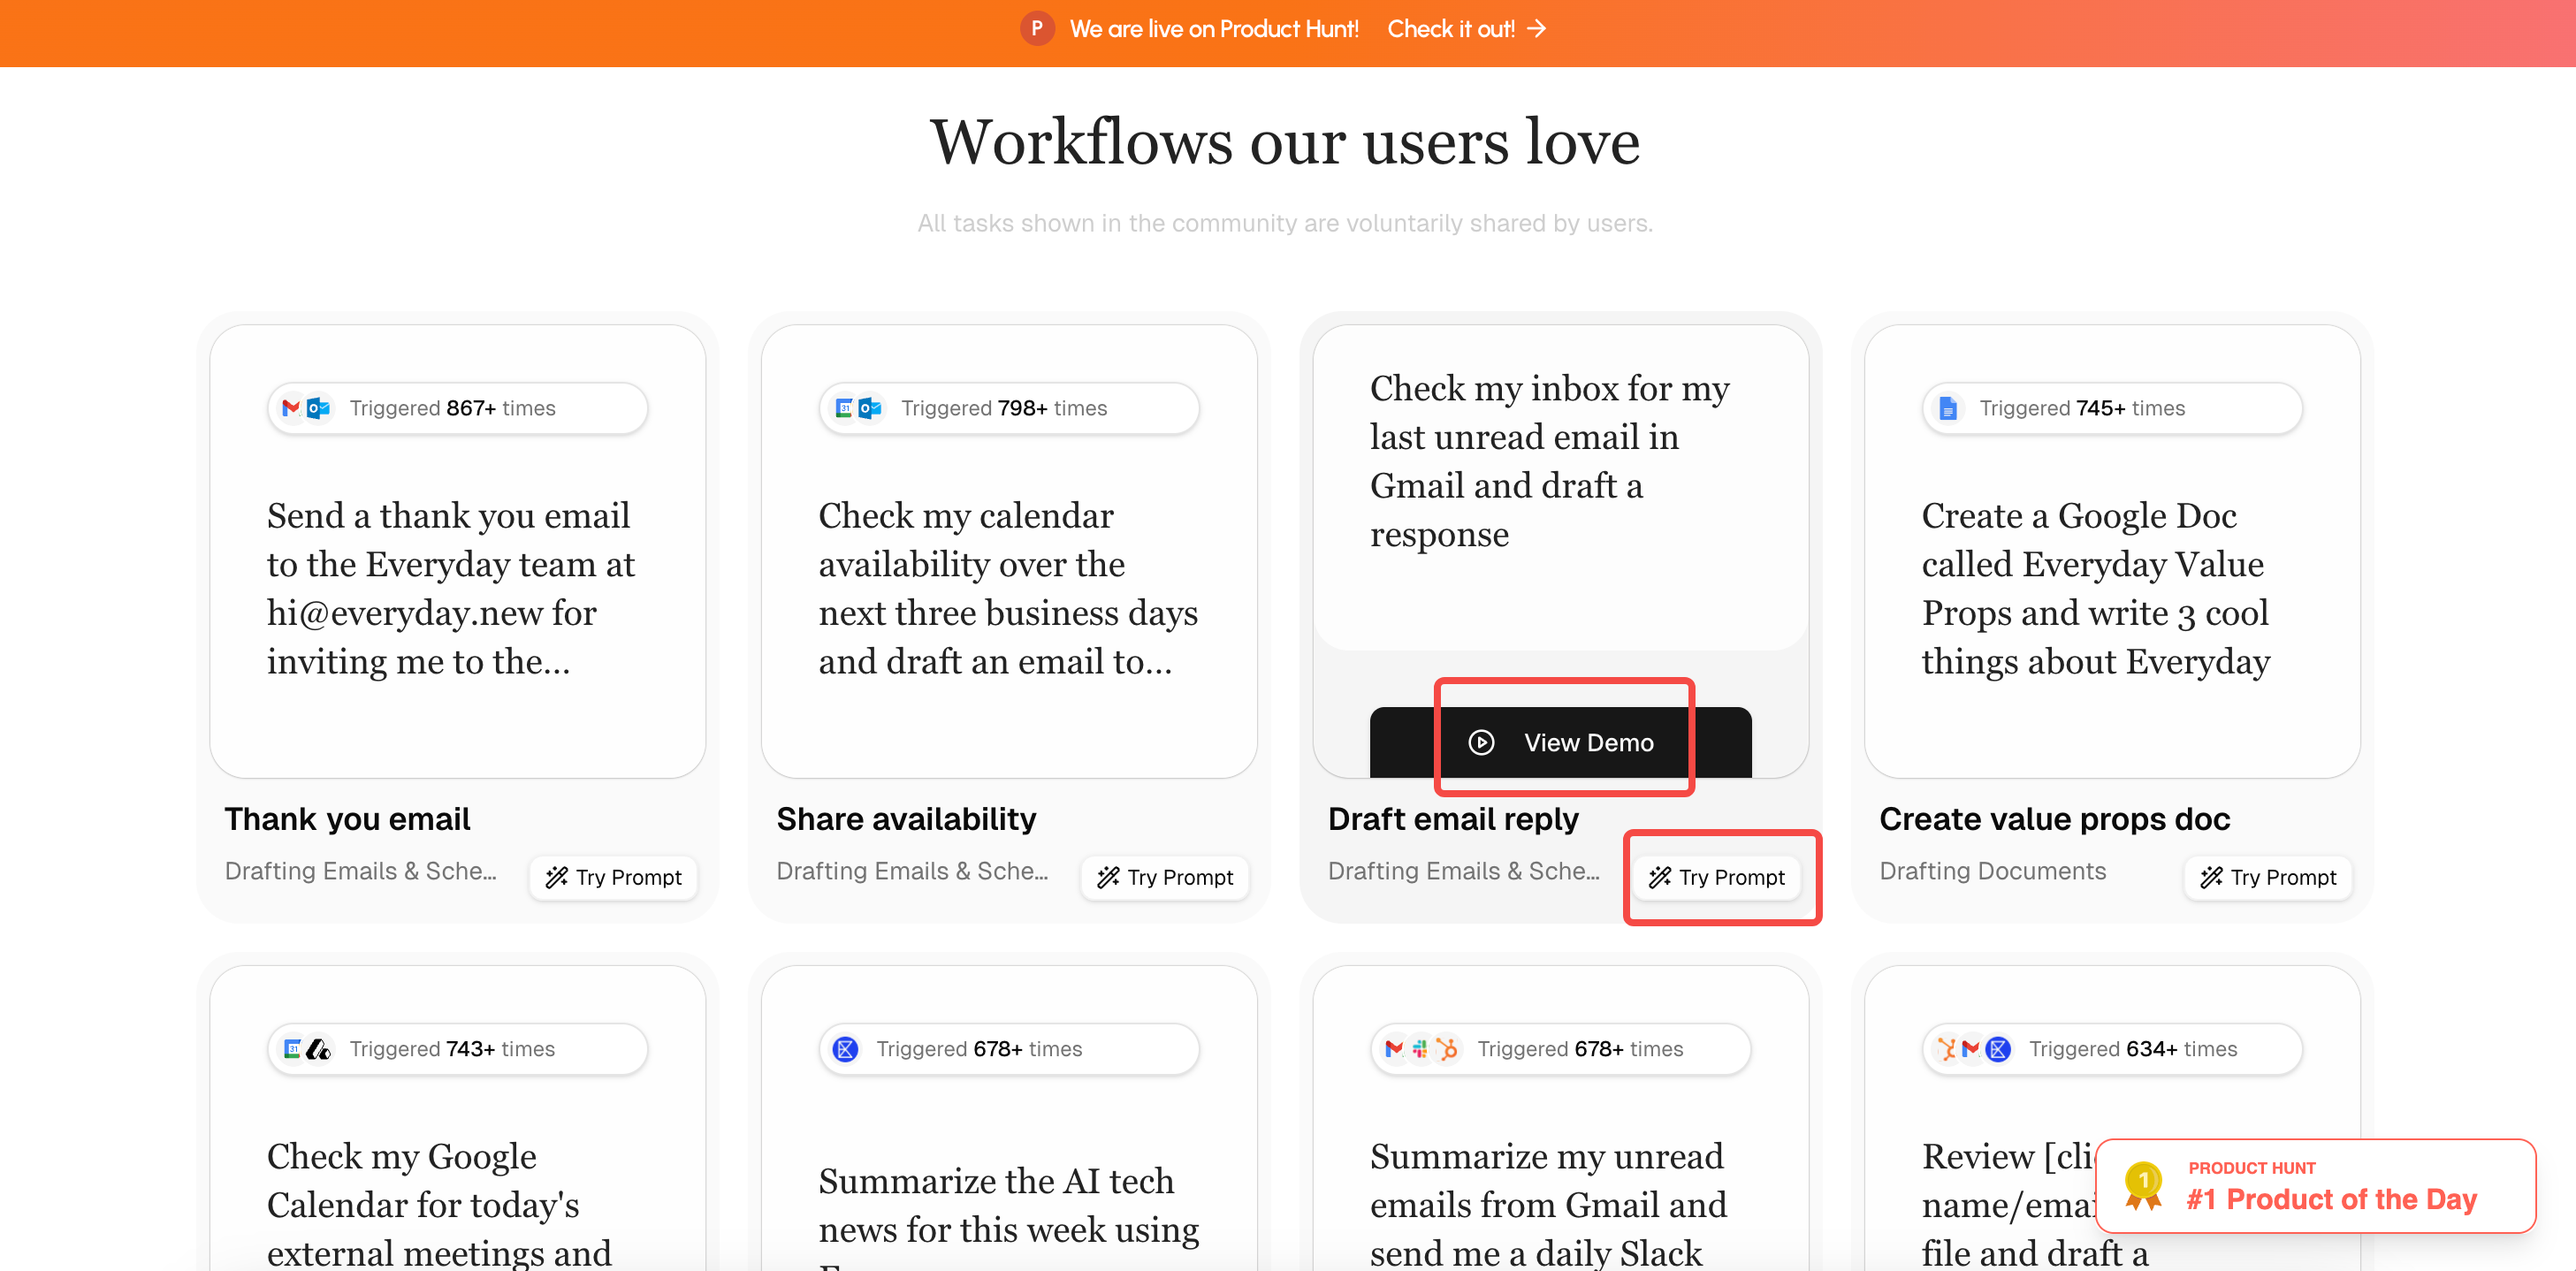 P We are live on Product Hunt! Check it out! →
Workflows our users love
All tasks shown in the community are voluntarily shared by users.
Triggered 867+ times
Send a thank you email
to the Everyday team at
hi@everyday.new for
inviting me to the...
Thank you email
Drafting Emails & Sche...
Try Prompt
Triggered 798+ times
Check my calendar
availability over the
next three business days
and draft an email to...
Share availability
Drafting Emails & Sche...
Try Prompt
Check my inbox for my
last unread email in
Gmail and draft a
response
View Demo
Draft email reply
Drafting Emails & Sche...
Try Prompt
Triggered 745+ times
Create a Google Doc
called Everyday Value
Props and write 3 cool
things about Everyday
Create value props doc
Drafting Documents
Try Prompt
Triggered 743+ times
Check my Google
Calendar for today's
external meetings and
Triggered 678+ times
Summarize the AI tech
news for this week using
Triggered 678+ times
Summarize my unread
emails from Gmail and
send me a daily Slack
Triggered 634+ times
Review
file and draft a
PRODUCT HUNT
#1 Product of the Day